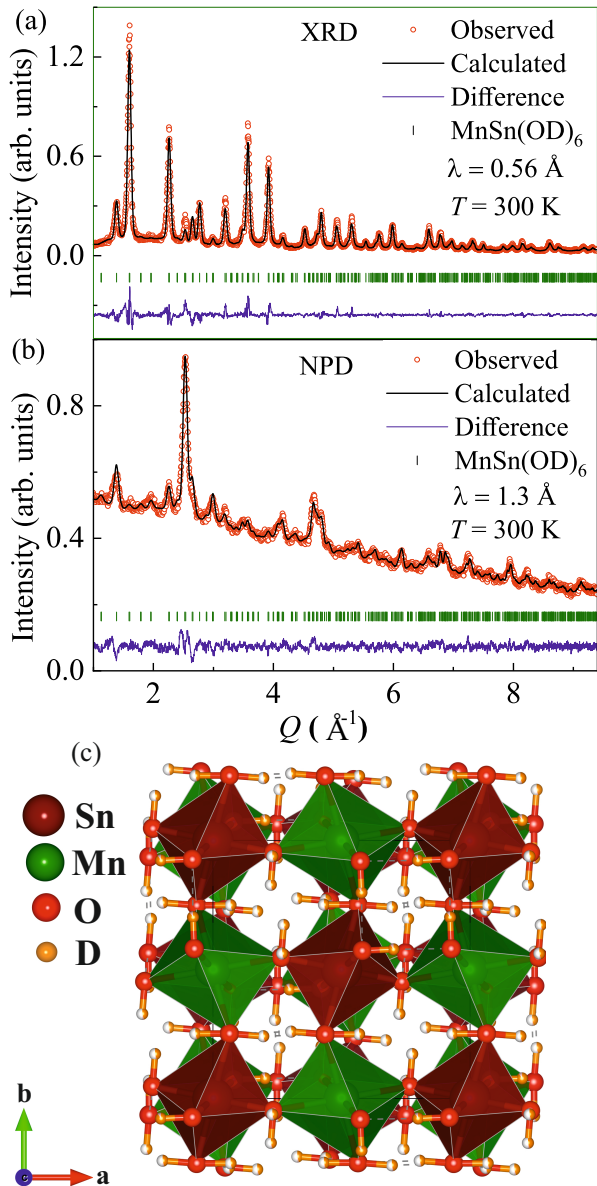 (a)
XRD
Observed
Calculated
Difference
MnSn(OD)6
λ = 0.56 Å
T = 300 K
Intensity (arb. units)
1.2
0.6
0.0
(b)
NPD
Observed
Calculated
Difference
MnSn(OD)6
λ = 1.3 Å
T = 300 K
Intensity (arb. units)
0.8
0.4
0.0
2 4 6 8
Q ( Å-1)
(c)
Sn
Mn
O
D
b
c
a